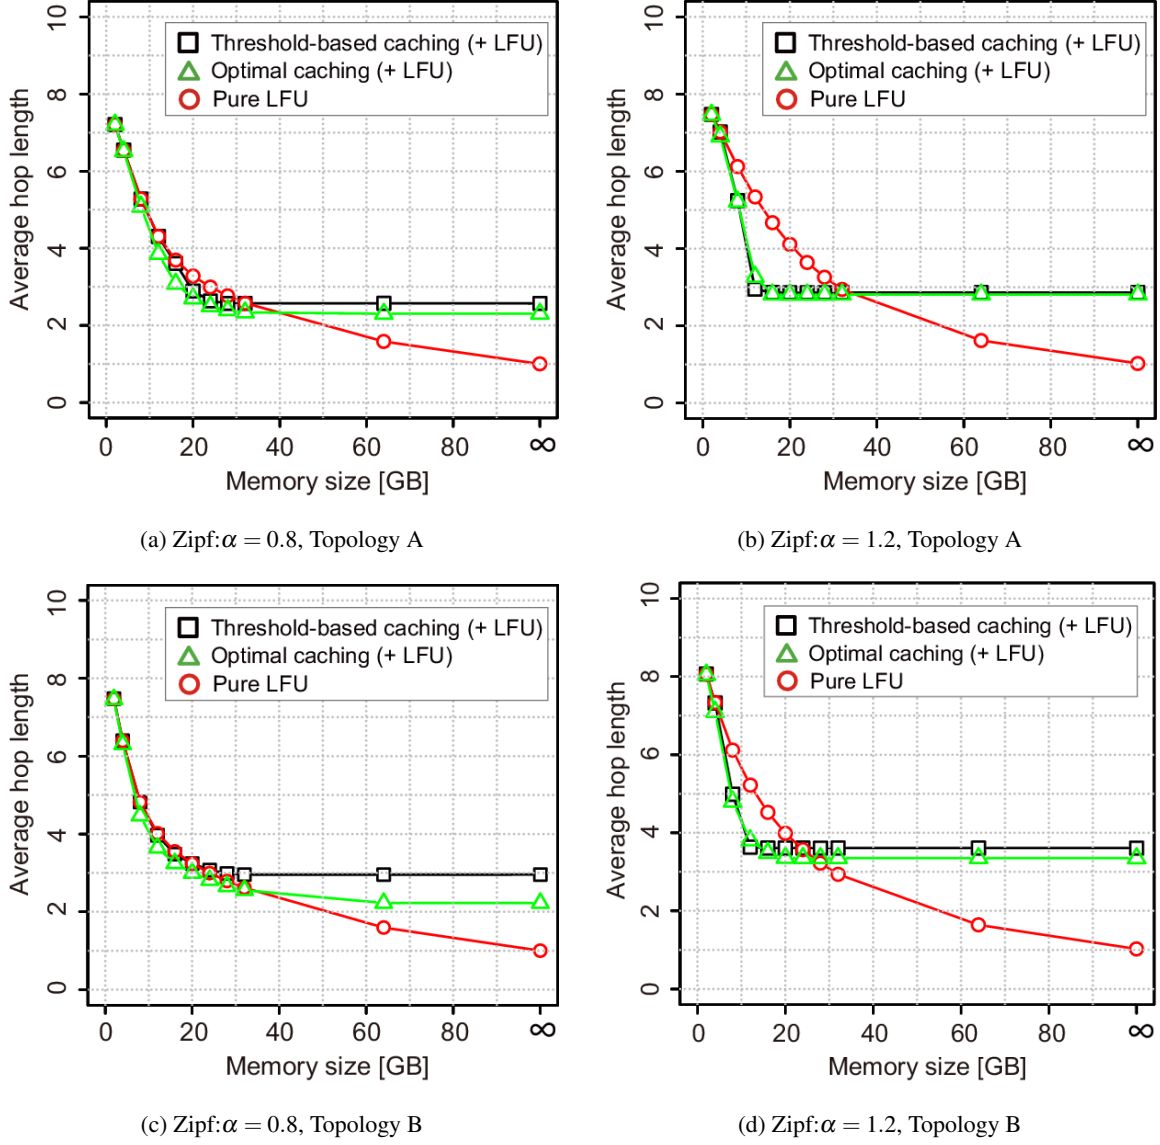 10
8
6
4
2
0
Average hop length
Threshold-based caching (+ LFU)
Optimal caching (+ LFU)
Pure LFU
0 20 40 60 80 ∞
Memory size [GB]
(a) Zipf:α = 0.8, Topology A
10
8
6
4
2
0
Average hop length
Threshold-based caching (+ LFU)
Optimal caching (+ LFU)
Pure LFU
0 20 40 60 80 ∞
Memory size [GB]
(b) Zipf:α = 1.2, Topology A
10
8
6
4
2
0
Average hop length
Threshold-based caching (+ LFU)
Optimal caching (+ LFU)
Pure LFU
0 20 40 60 80 ∞
Memory size [GB]
(c) Zipf:α = 0.8, Topology B
10
8
6
4
2
0
Average hop length
Threshold-based caching (+ LFU)
Optimal caching (+ LFU)
Pure LFU
0 20 40 60 80 ∞
Memory size [GB]
(d) Zipf:α = 1.2, Topology B